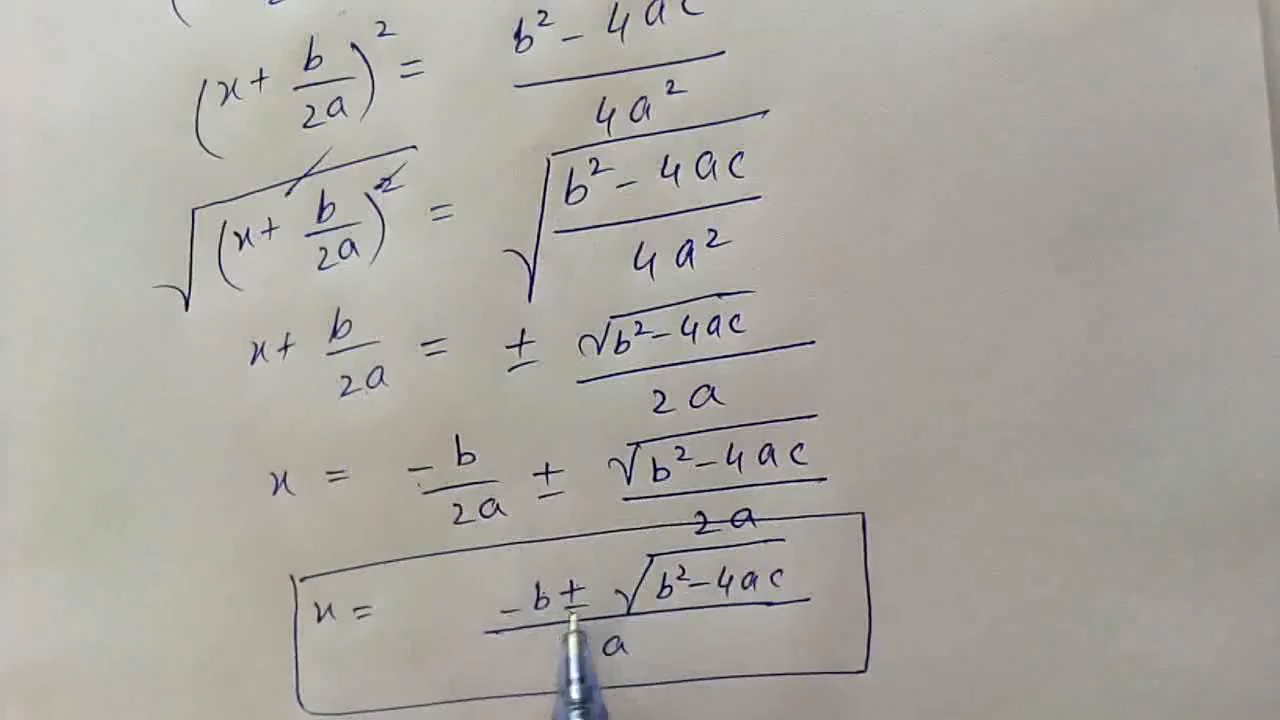 (x + b/2a)² = b² - 4ac / 4a²
√(x + b/2a)² = √b² - 4ac / 4a²
x + b/2a = ± √b² - 4ac / 2a
x = -b/2a ± √b² - 4ac / 2a
x = -b ± √b² - 4ac / a